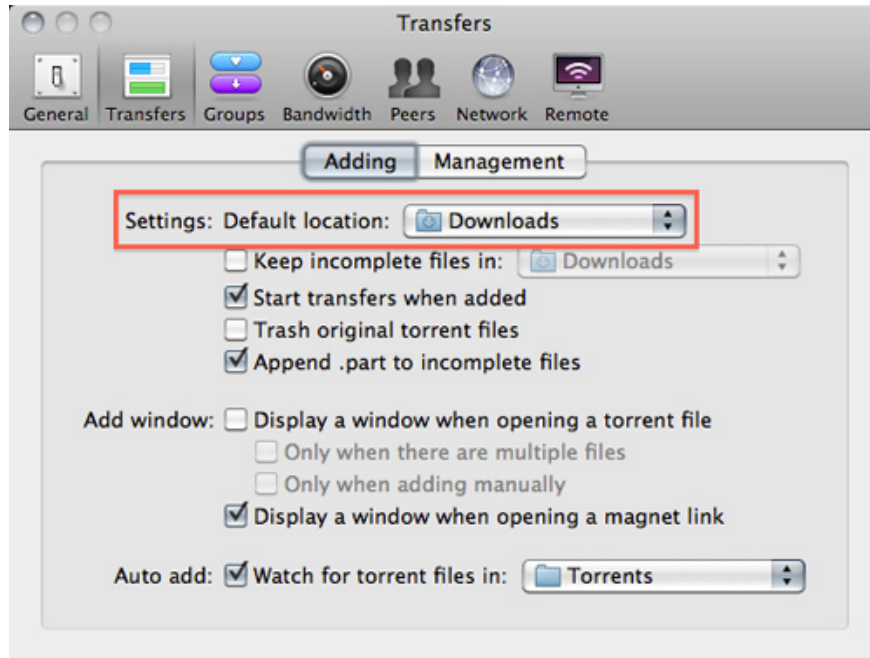 Transfers
General Transfers Groups Bandwidth Peers Network Remote
Adding Management
Settings: Default location: Downloads
Keep incomplete files in: Downloads
Start transfers when added
Trash original torrent files
Append .part to incomplete files
Add window: Display a window when opening a torrent file
Only when there are multiple files
Only when adding manually
Display a window when opening a magnet link
Auto add: Watch for torrent files in: Torrents